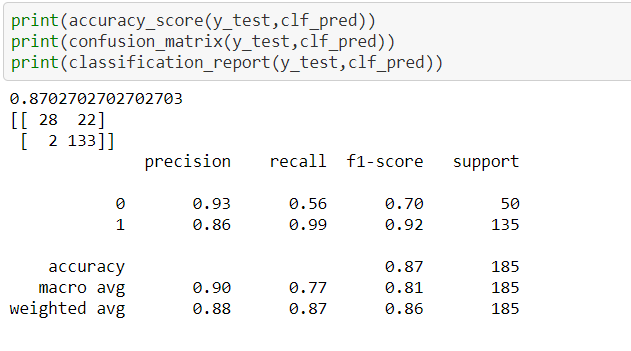 print(accuracy_score(y_test,clf_pred))
print(confusion_matrix(y_test,clf_pred))
print(classification_report(y_test,clf_pred))
0.8702702702702703
[[ 28  22]
 [  2 133]]
              precision    recall  f1-score   support
           0       0.93      0.56      0.70        50
           1       0.86      0.99      0.92       135
    accuracy                           0.87       185
   macro avg       0.90      0.77      0.81       185
weighted avg       0.88      0.87      0.86       185